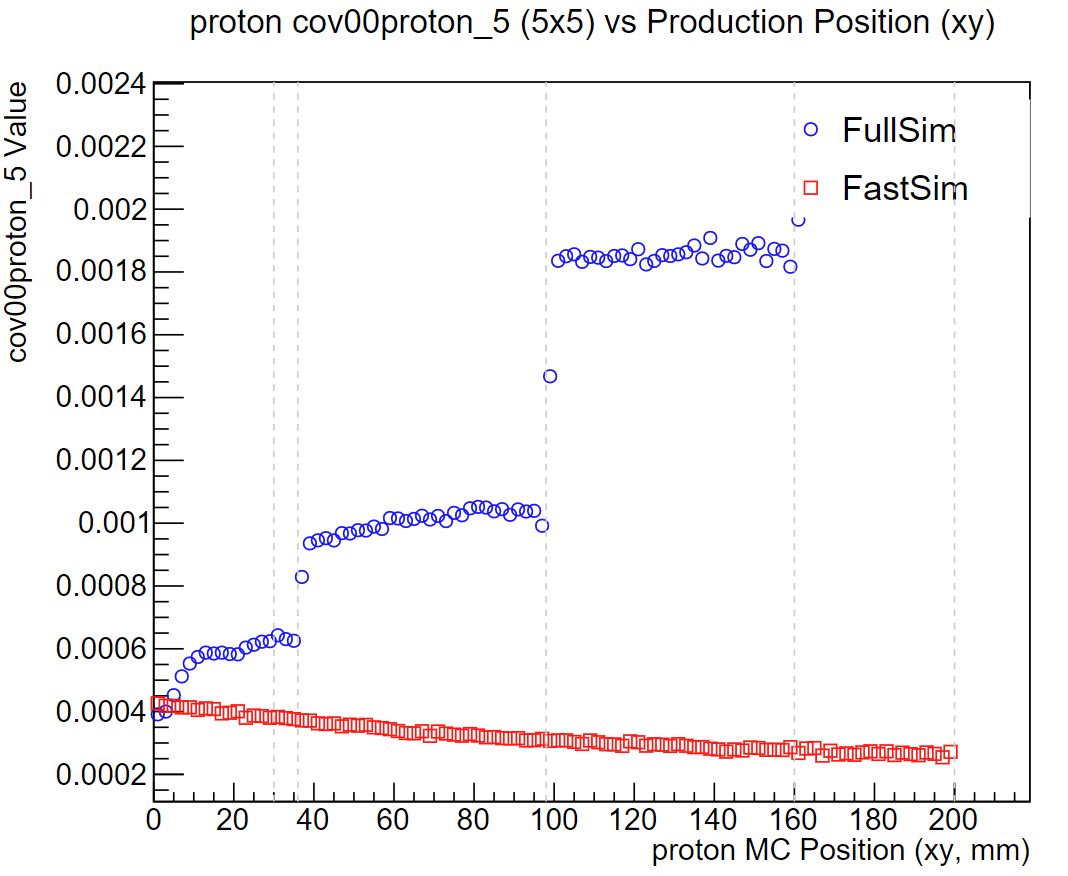 proton cov00proton_5 (5x5) vs Production Position (xy)
cov00proton_5 Value
0.0024
0.0022
0.002
0.0018
0.0016
0.0014
0.0012
0.001
0.0008
0.0006
0.0004
0.0002
FullSim
FastSim
0 20 40 60 80 100 120 140 160 180 200
proton MC Position (xy, mm)